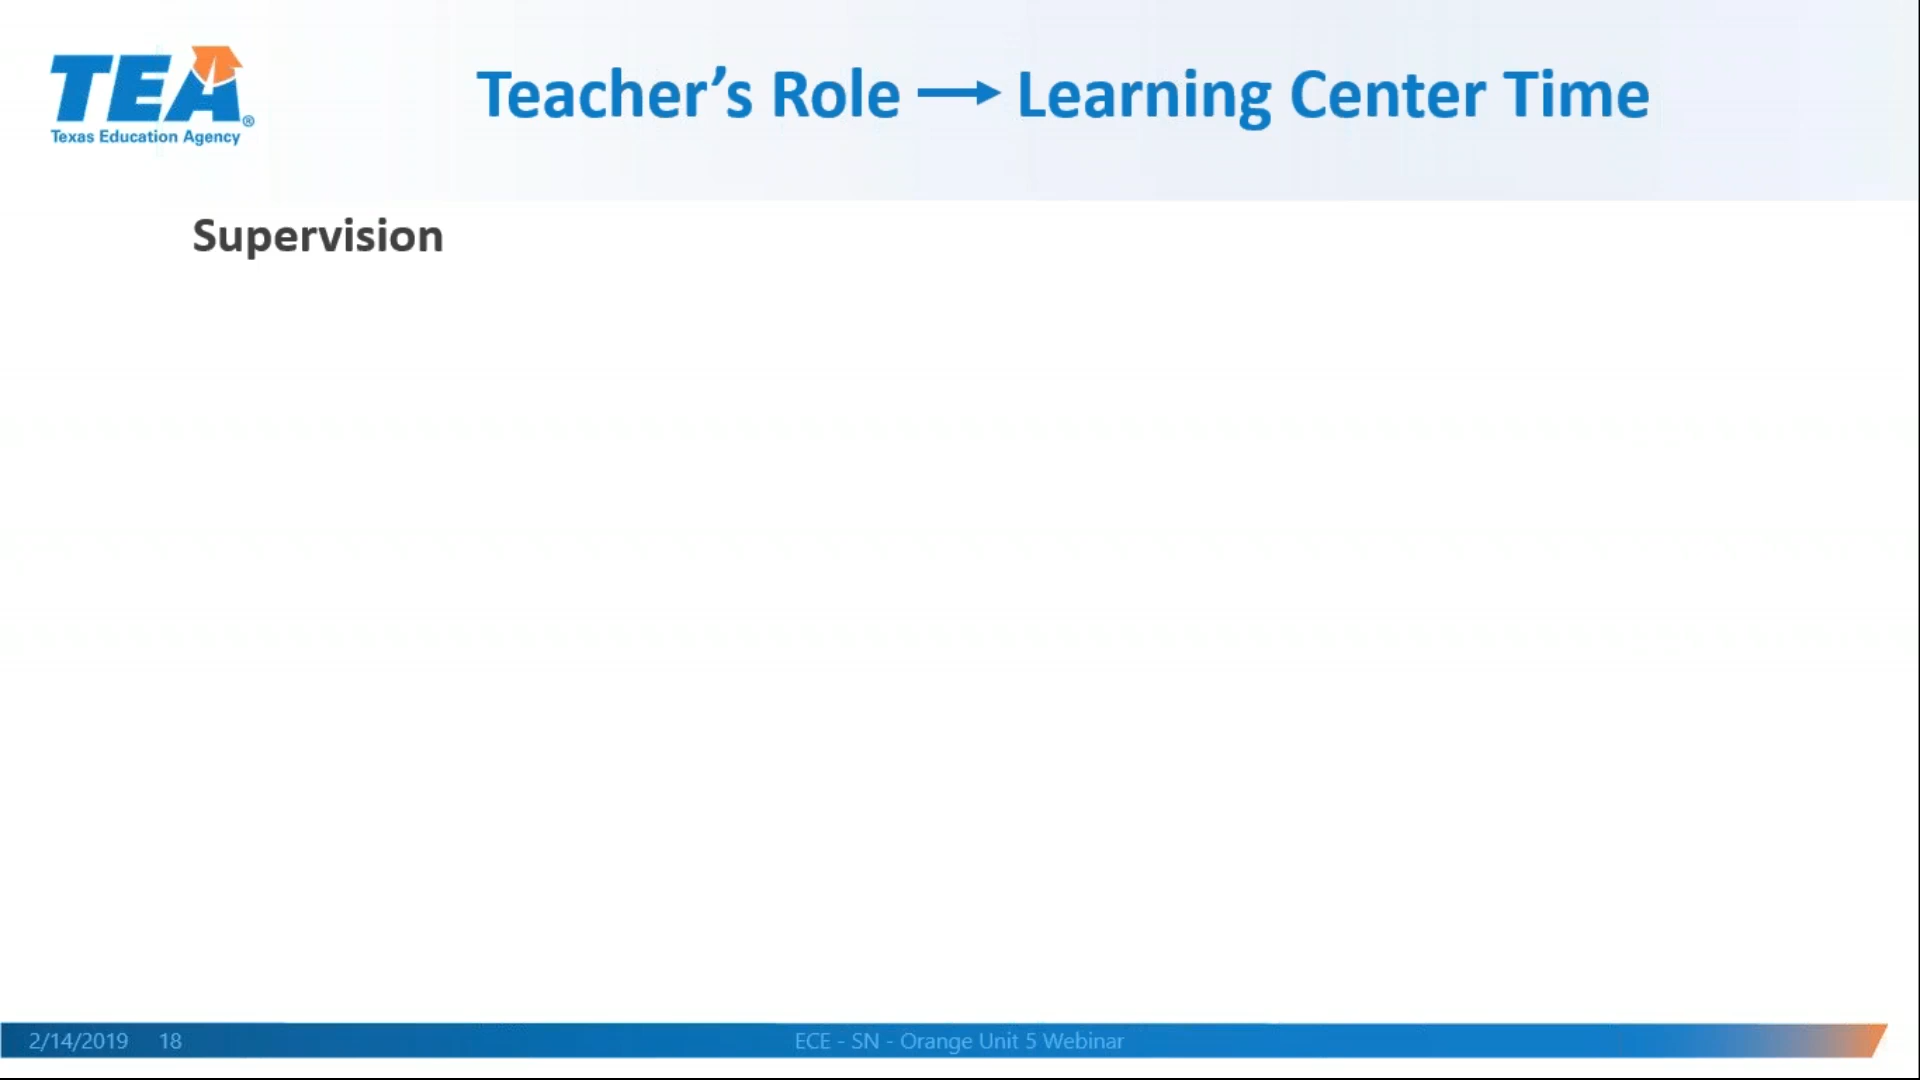 TEA®
Texas Education Agency
Teacher’s Role → Learning Center Time
Supervision
2/14/2019 18 ECE - SN - Orange Unit 5 Webinar